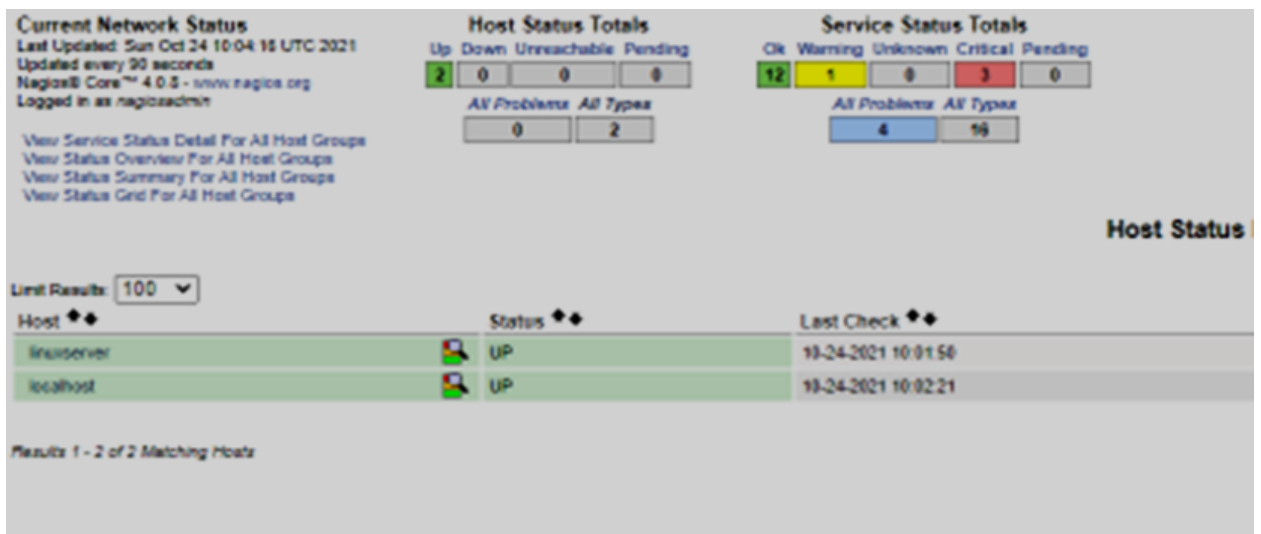 Current Network Status
Last Updated: Sun Oct 24 10:04:16 UTC 2021
Updated every 90 seconds
Nagios® Core™ 4.0.8 - www.nagios.org
Logged in as nagiosadmin
View Service Status Detail For All Host Groups
View Status Overview For All Host Groups
View Status Summary For All Host Groups
View Status Grid For All Host Groups
Host Status Totals
Up Down Unreachable Pending
2 0 0 0
All Problems All Types
0 2
Service Status Totals
Ok Warning Unknown Critical Pending
12 1 0 3 0
All Problems All Types
4 16
Host Status
Limit Results: 100
Host Status Last Check
linuxserver UP 10-24-2021 10:01:50
localhost UP 10-24-2021 10:02:21
Results 1 - 2 of 2 Matching Hosts